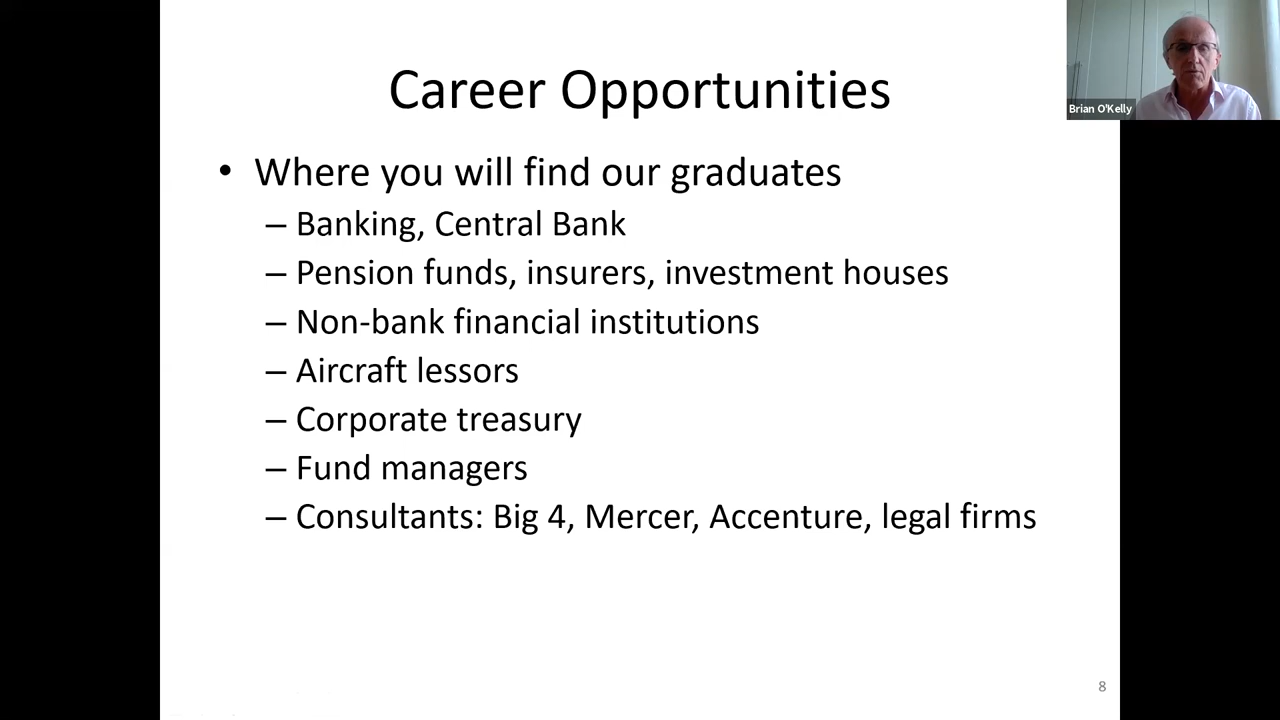 Career Opportunities
Brian O'Kelly
• Where you will find our graduates
– Banking, Central Bank
– Pension funds, insurers, investment houses
– Non-bank financial institutions
– Aircraft lessors
– Corporate treasury
– Fund managers
– Consultants: Big 4, Mercer, Accenture, legal firms
8